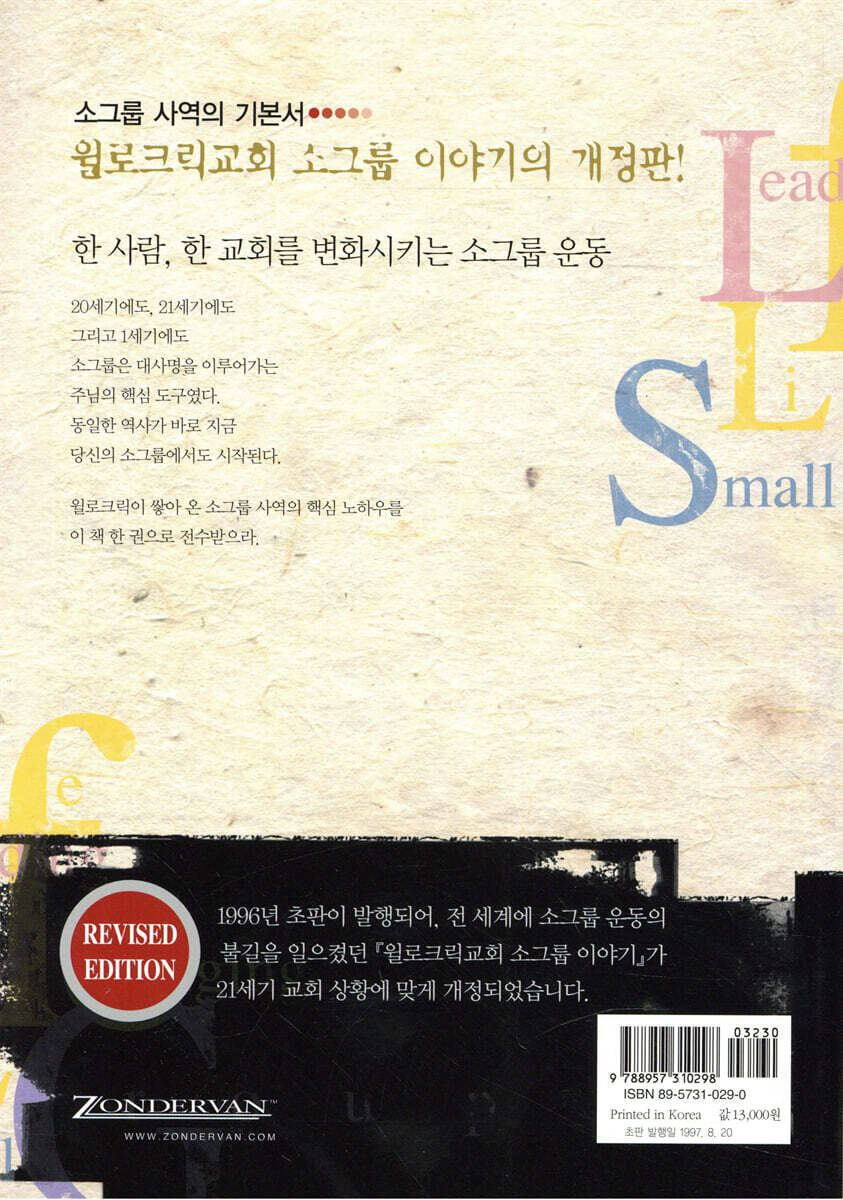 소그룹 사역의 기본서
윌로크릭교회 소그룹 이야기의 개정판!
한 사람, 한 교회를 변화시키는 소그룹 운동
20세기에도, 21세기에도
그리고 1세기에도
소그룹은 대사명을 이루어가는
주님의 핵심 도구였다.
동일한 역사가 바로 지금
당신의 소그룹에서도 시작된다.
윌로크릭이 쌓아 온 소그룹 사역의 핵심 노하우를
이 책 한 권으로 전수받으라.
Lead
Li
Small
REVISED
EDITION
1996년 초판이 발행되어, 전 세계에 소그룹 운동의
불길을 일으켰던 『윌로크릭교회 소그룹 이야기』가
21세기 교회 상황에 맞게 개정되었습니다.
ZONDERVAN™
WWW.ZONDERVAN.COM
03230
9 788957 310298
ISBN 89-5731-029-0
Printed in Korea 값 13,000원
초판 발행일 1997. 8. 20